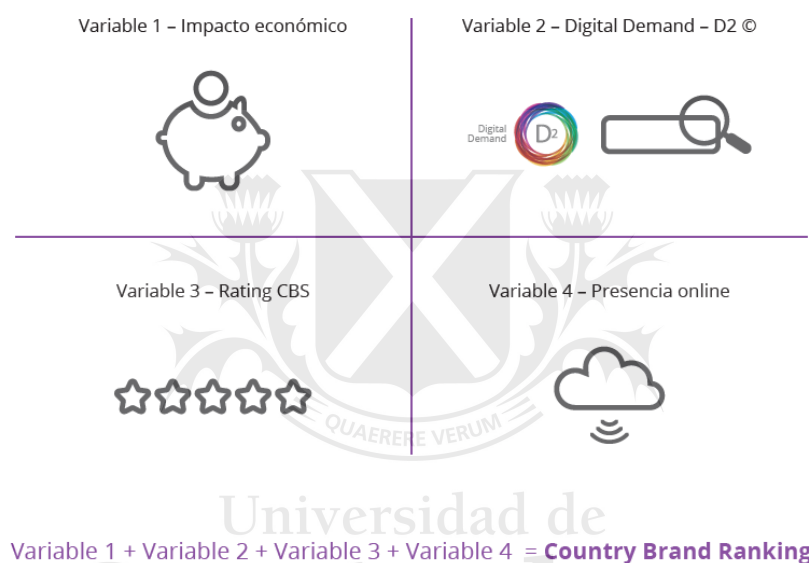 Variable 1 – Impacto económico
Variable 2 – Digital Demand – D2 ©
Digital
Demand
D2
Variable 3 – Rating CBS
Variable 4 – Presencia online
QUAERERE VERUM
Universidad de
Variable 1 + Variable 2 + Variable 3 + Variable 4 = Country Brand Ranking